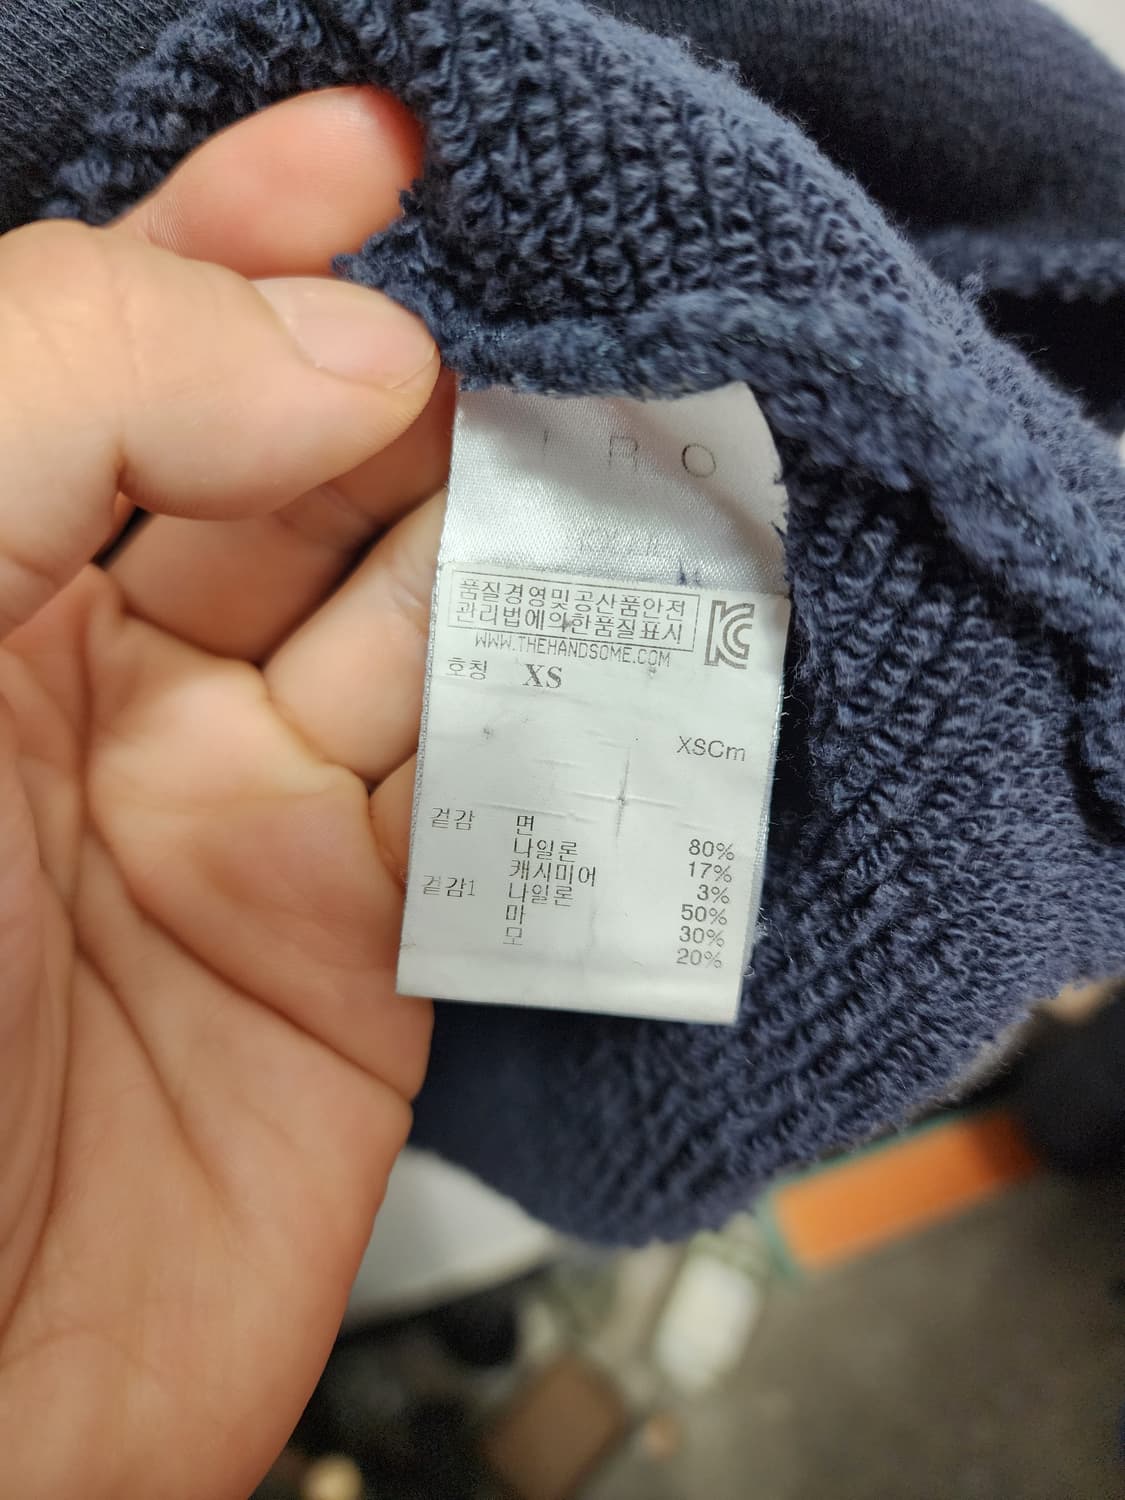 I R O
품질경영및공산품안전
관리법에의한품질표시
WWW.THEHANDSOME.COM
호칭 XS
XSCm
겉감 면 80%
나일론 17%
캐시미어 3%
겉감1 나일론 50%
마 30%
모 20%